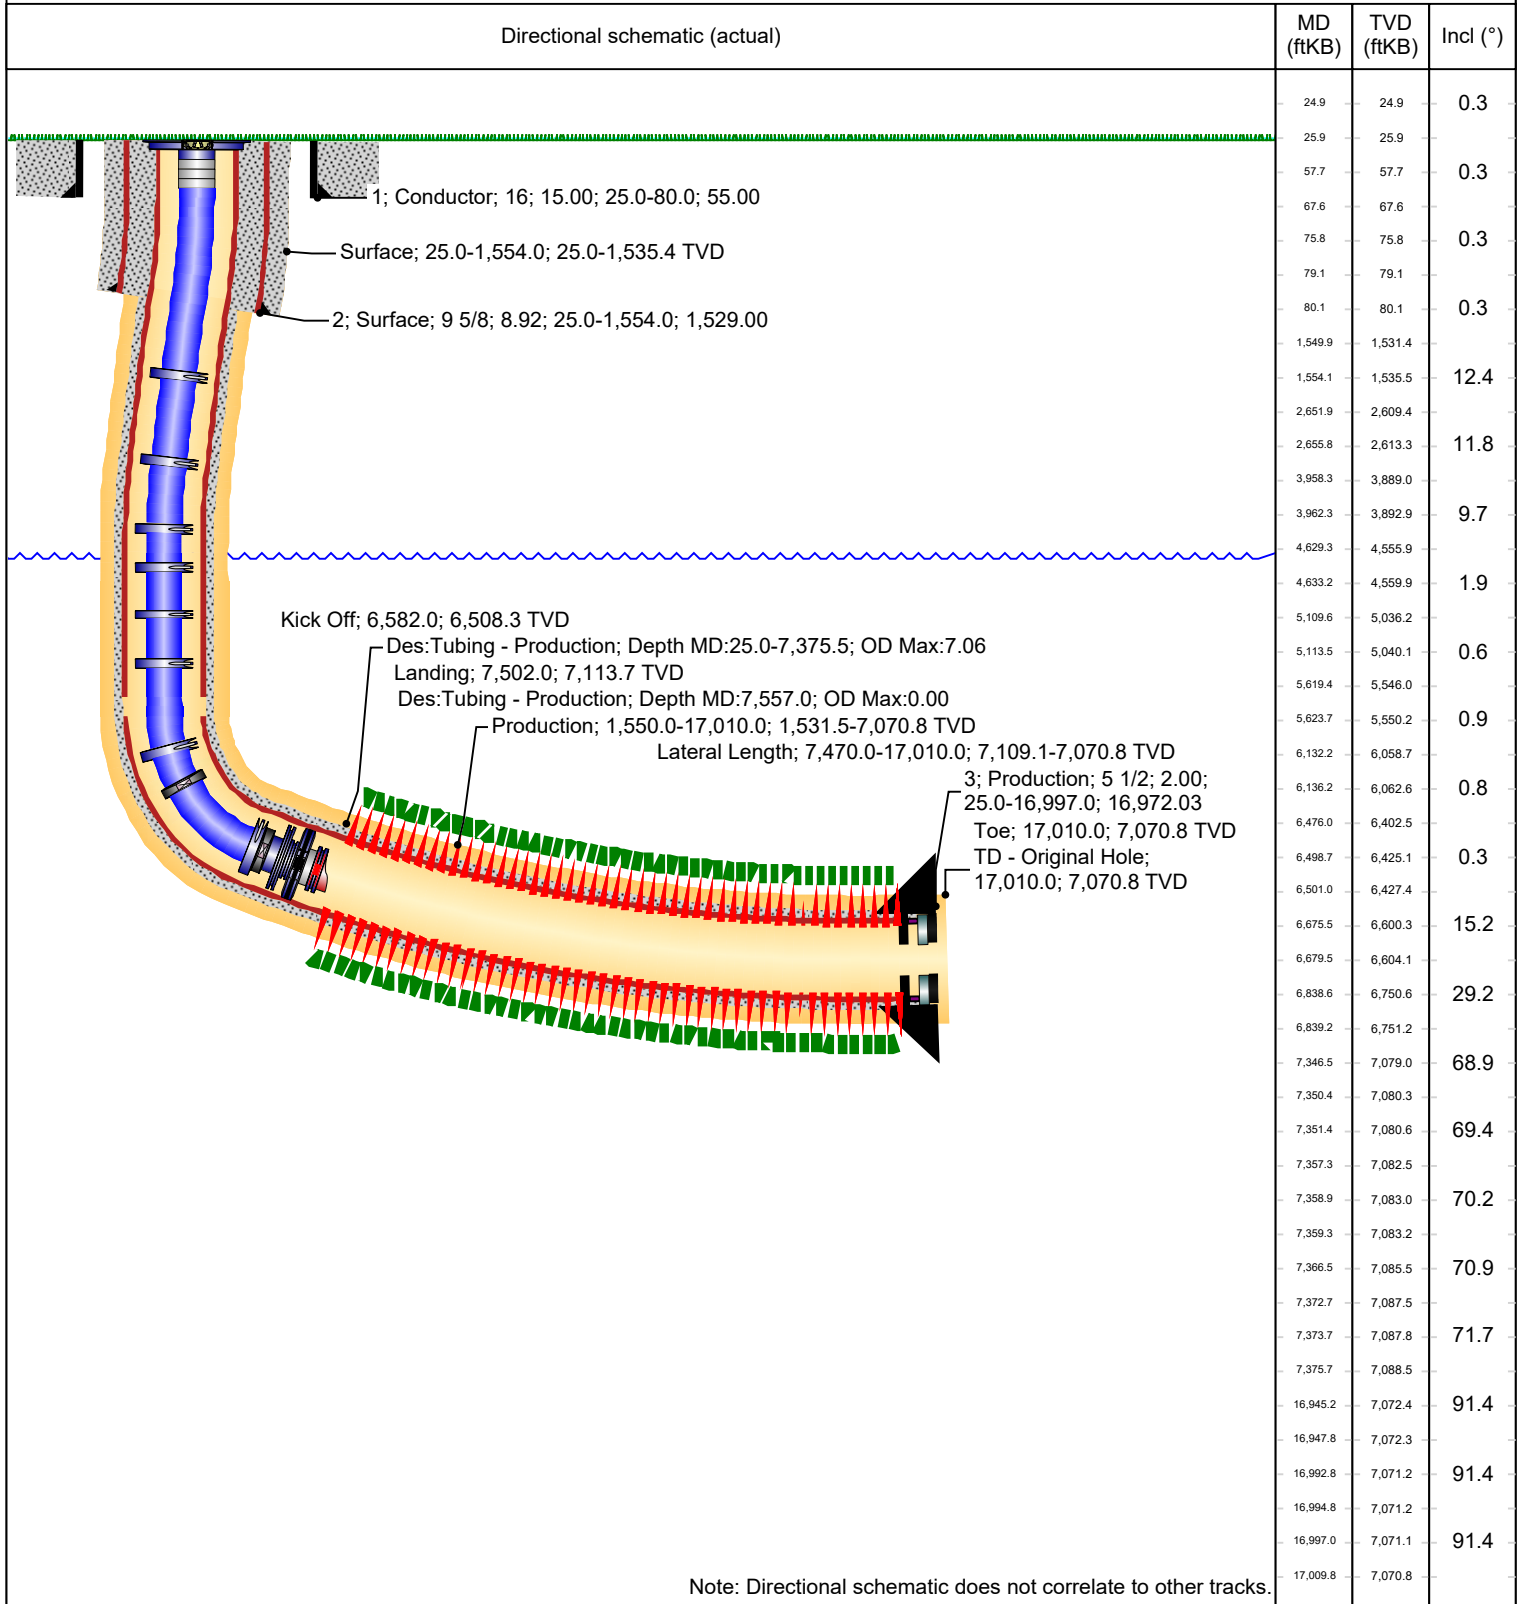 Directional schematic (actual)
MD
(ftKB)
TVD
(ftKB)
Incl (°)
1; Conductor; 16; 15.00; 25.0-80.0; 55.00
Surface; 25.0-1,554.0; 25.0-1,535.4 TVD
2; Surface; 9 5/8; 8.92; 25.0-1,554.0; 1,529.00
Kick Off; 6,582.0; 6,508.3 TVD
Des:Tubing - Production; Depth MD:25.0-7,375.5; OD Max:7.06
Landing; 7,502.0; 7,113.7 TVD
Des:Tubing - Production; Depth MD:7,557.0; OD Max:0.00
Production; 1,550.0-17,010.0; 1,531.5-7,070.8 TVD
Lateral Length; 7,470.0-17,010.0; 7,109.1-7,070.8 TVD
3; Production; 5 1/2; 2.00;
25.0-16,997.0; 16,972.03
Toe; 17,010.0; 7,070.8 TVD
TD - Original Hole;
17,010.0; 7,070.8 TVD
Note: Directional schematic does not correlate to other tracks.
24.9 24.9 0.3
25.9 25.9
57.7 57.7 0.3
67.6 67.6
75.8 75.8 0.3
79.1 79.1
80.1 80.1 0.3
1,549.9 1,531.4
1,554.1 1,535.5 12.4
2,651.9 2,609.4
2,655.8 2,613.3 11.8
3,958.3 3,889.0
3,962.3 3,892.9 9.7
4,629.3 4,555.9
4,633.2 4,559.9 1.9
5,109.6 5,036.2
5,113.5 5,040.1 0.6
5,619.4 5,546.0
5,623.7 5,550.2 0.9
6,132.2 6,058.7
6,136.2 6,062.6 0.8
6,476.0 6,402.5
6,498.7 6,425.1 0.3
6,501.0 6,427.4
6,675.5 6,600.3 15.2
6,679.5 6,604.1
6,838.6 6,750.6 29.2
6,839.2 6,751.2
7,346.5 7,079.0 68.9
7,350.4 7,080.3
7,351.4 7,080.6 69.4
7,357.3 7,082.5
7,358.9 7,083.0 70.2
7,359.3 7,083.2
7,366.5 7,085.5 70.9
7,372.7 7,087.5
7,373.7 7,087.8 71.7
7,375.7 7,088.5
16,945.2 7,072.4 91.4
16,947.8 7,072.3
16,992.8 7,071.2 91.4
16,994.8 7,071.2
16,997.0 7,071.1 91.4
17,009.8 7,070.8